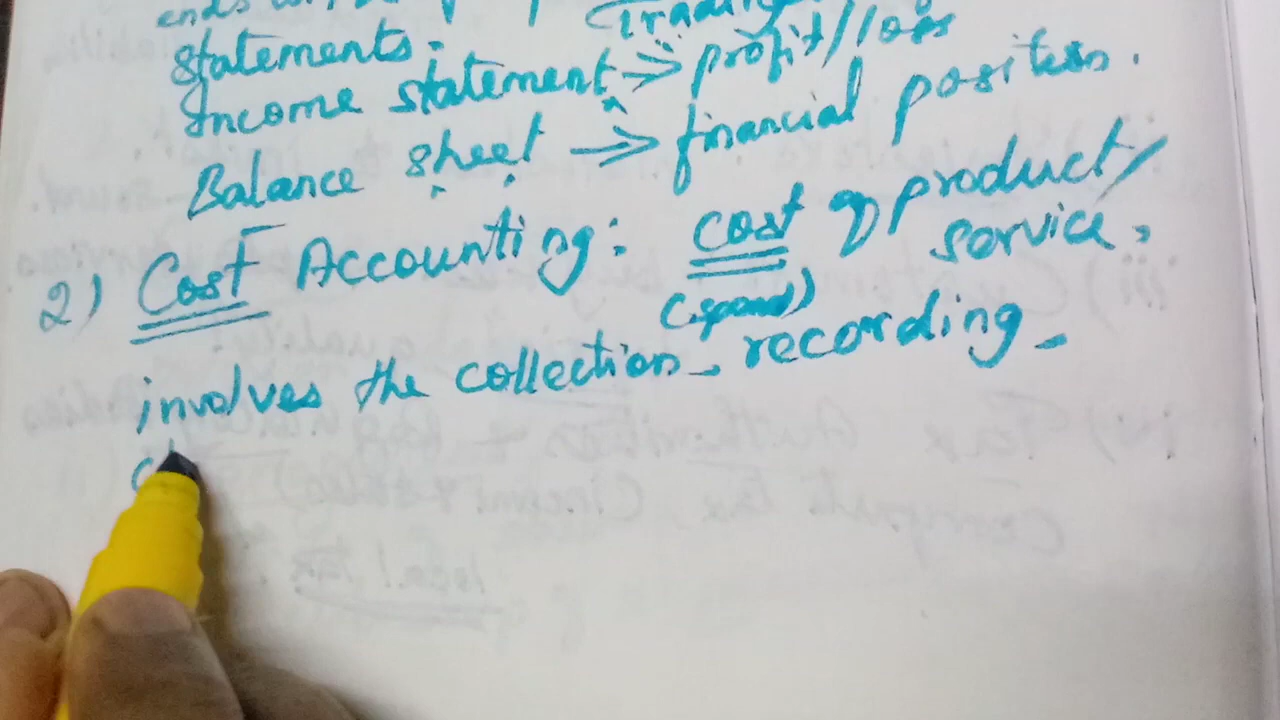 statements:
Income statement → profit/loss
Balance sheet → financial position.
2) Cost Accounting: cost of product/
service.
(spend)
involves the collection, recording,